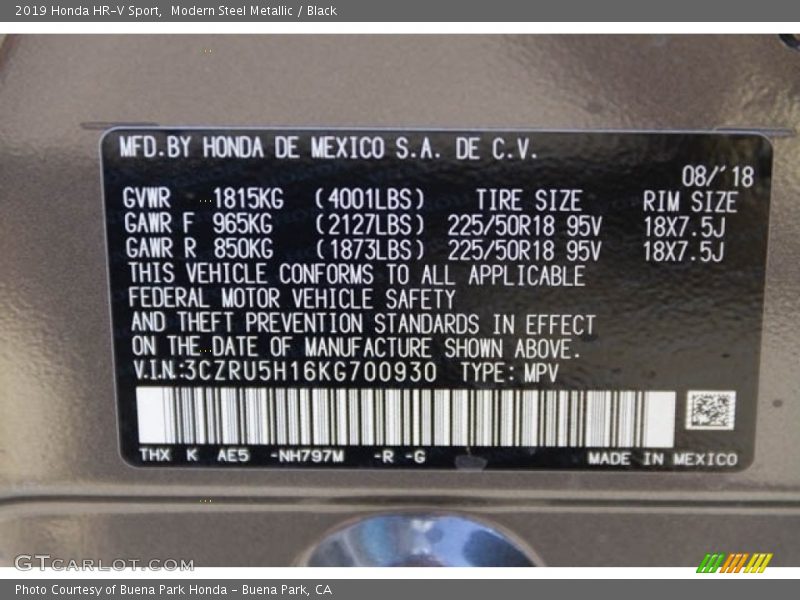 2019 Honda HR-V Sport,  Modern Steel Metallic / Black
MFD.BY HONDA DE MEXICO S.A. DE C.V.
08/'18
GVWR 1815KG (4001LBS) TIRE SIZE RIM SIZE
GAWR F 965KG (2127LBS) 225/50R18 95V 18X7.5J
GAWR R 850KG (1873LBS) 225/50R18 95V 18X7.5J
THIS VEHICLE CONFORMS TO ALL APPLICABLE
FEDERAL MOTOR VEHICLE SAFETY
AND THEFT PREVENTION STANDARDS IN EFFECT
ON THE DATE OF MANUFACTURE SHOWN ABOVE.
V.I.N.:3CZRU5H16KG700930 TYPE: MPV
THX K AE5 -NH797M -R -G MADE IN MEXICO
GTCARLOT.COM
Photo Courtesy of Buena Park Honda - Buena Park, CA